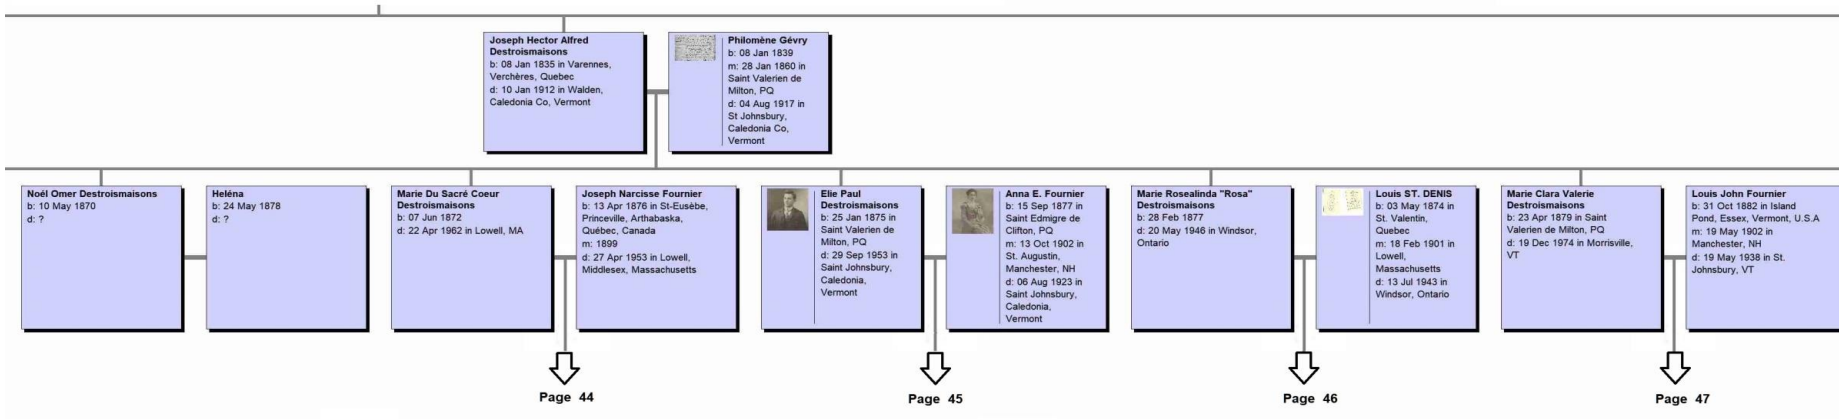 Joseph Hector Alfred
Destroismaisons
b: 08 Jan 1835 in Varennes,
Verchères, Quebec
d: 10 Jan 1912 in Walden,
Caledonia Co, Vermont
Philomène Gévry
b: 08 Jan 1839
m: 28 Jan 1860 in
Saint Valerien de
Milton, PQ
d: 04 Aug 1917 in
St Johnsbury,
Caledonia Co,
Vermont
Noël Omer Destroismaisons
b: 10 May 1870
d: ?
Heléna
b: 24 May 1878
d: ?
Marie Du Sacré Coeur
Destroismaisons
b: 07 Jun 1872
d: 22 Apr 1962 in Lowell, MA
Joseph Narcisse Fournier
b: 13 Apr 1876 in St-Eusèbe,
Princeville, Arthabaska,
Québec, Canada
m: 1899
d: 27 Apr 1953 in Lowell,
Middlesex, Massachusetts
Elie Paul
Destroismaisons
b: 25 Jan 1875 in
Saint Valerien de
Milton, PQ
d: 29 Sep 1953 in
Saint Johnsbury,
Caledonia,
Vermont
Anna E. Fournier
b: 15 Sep 1877 in
Saint Edmigre de
Clifton, PQ
m: 13 Oct 1902 in
St. Augustin,
Manchester, NH
d: 06 Aug 1923 in
Saint Johnsbury,
Caledonia,
Vermont
Marie Rosealinda "Rosa"
Destroismaisons
b: 28 Feb 1877
d: 20 May 1946 in Windsor,
Ontario
Louis ST. DENIS
b: 03 May 1874 in
St. Valentin,
Quebec
m: 18 Feb 1901 in
Lowell,
Massachusetts
d: 13 Jul 1943 in
Windsor, Ontario
Marie Clara Valerie
Destroismaisons
b: 23 Apr 1879 in Saint
Valerien de Milton, PQ
d: 19 Dec 1974 in Morrisville,
VT
Louis John Fournier
b: 31 Oct 1882 in Island
Pond, Essex, Vermont, U.S.A
m: 19 May 1902 in
Manchester, NH
d: 19 May 1938 in St.
Johnsbury, VT
Page 44
Page 45
Page 46
Page 47